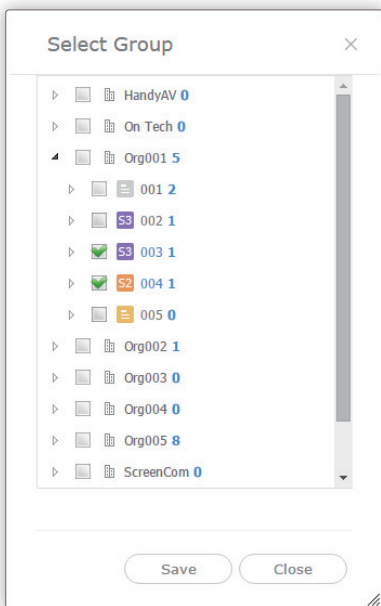 Select Group
HandyAV 0
On Tech 0
Org001 5
001 2
S3 002 1
S3 003 1
S2 004 1
005 0
Org002 1
Org003 0
Org004 0
Org005 8
ScreenCom 0
Save Close